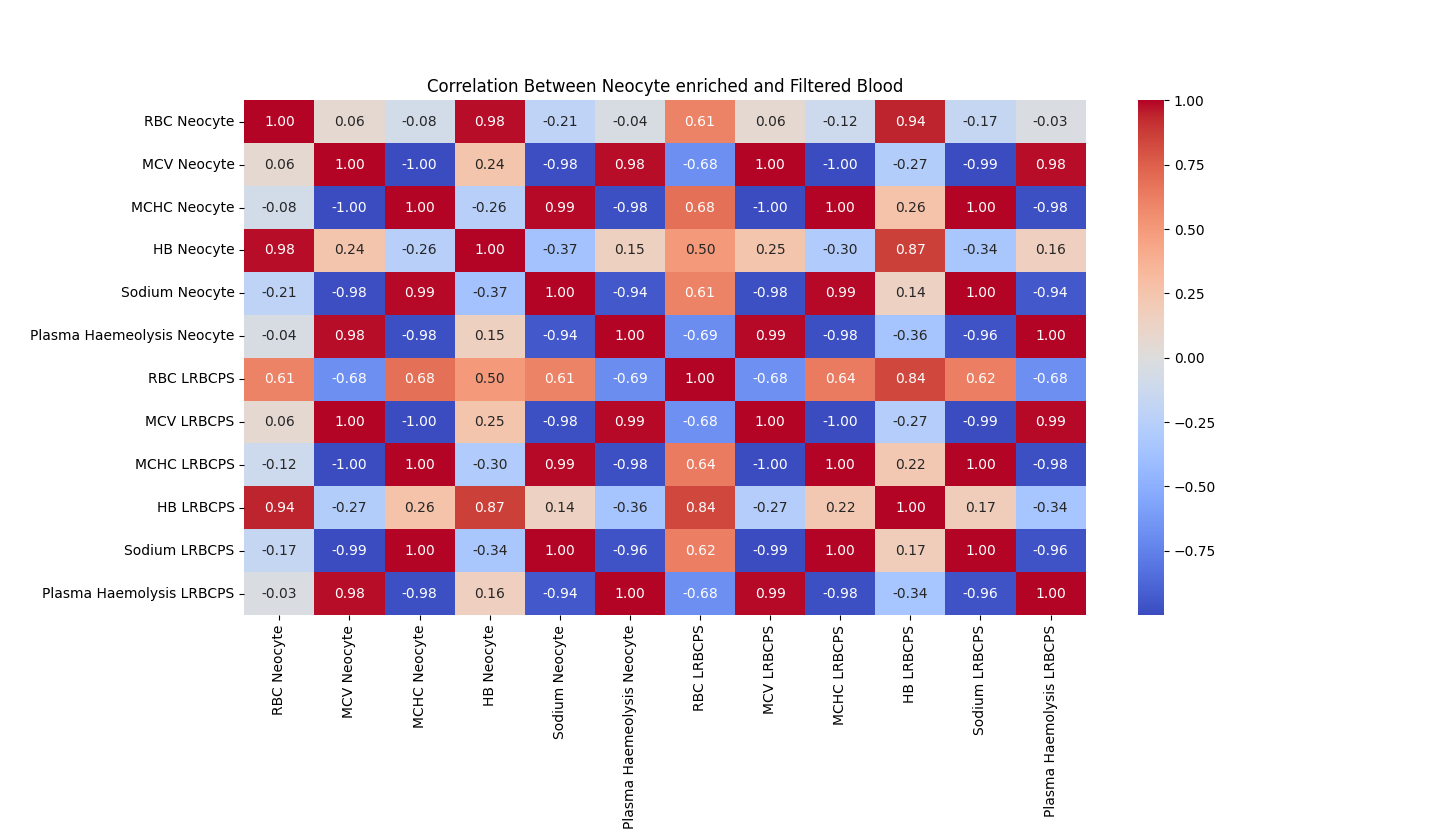 Correlation Between Neocyte enriched and Filtered Blood
RBC Neocyte 1.00 0.06 -0.08 0.98 -0.21 -0.04 0.61 0.06 -0.12 0.94 -0.17 -0.03
MCV Neocyte 0.06 1.00 -1.00 0.24 -0.98 0.98 -0.68 1.00 -1.00 -0.27 -0.99 0.98
MCHC Neocyte -0.08 -1.00 1.00 -0.26 0.99 -0.98 0.68 -1.00 1.00 0.26 1.00 -0.98
HB Neocyte 0.98 0.24 -0.26 1.00 -0.37 0.15 0.50 0.25 -0.30 0.87 -0.34 0.16
Sodium Neocyte -0.21 -0.98 0.99 -0.37 1.00 -0.94 0.61 -0.98 0.99 0.14 1.00 -0.94
Plasma Haemeolysis Neocyte -0.04 0.98 -0.98 0.15 -0.94 1.00 -0.69 0.99 -0.98 -0.36 -0.96 1.00
RBC LRBCPS 0.61 -0.68 0.68 0.50 0.61 -0.69 1.00 -0.68 0.64 0.84 0.62 -0.68
MCV LRBCPS 0.06 1.00 -1.00 0.25 -0.98 0.99 -0.68 1.00 -1.00 -0.27 -0.99 0.99
MCHC LRBCPS -0.12 -1.00 1.00 -0.30 0.99 -0.98 0.64 -1.00 1.00 0.22 1.00 -0.98
HB LRBCPS 0.94 -0.27 0.26 0.87 0.14 -0.36 0.84 -0.27 0.22 1.00 0.17 -0.34
Sodium LRBCPS -0.17 -0.99 1.00 -0.34 1.00 -0.96 0.62 -0.99 1.00 0.17 1.00 -0.96
Plasma Haemolysis LRBCPS -0.03 0.98 -0.98 0.16 -0.94 1.00 -0.68 0.99 -0.98 -0.34 -0.96 1.00
RBC Neocyte
MCV Neocyte
MCHC Neocyte
HB Neocyte
Sodium Neocyte
Plasma Haemeolysis Neocyte
RBC LRBCPS
MCV LRBCPS
MCHC LRBCPS
HB LRBCPS
Sodium LRBCPS
Plasma Haemolysis LRBCPS
1.00
0.75
0.50
0.25
0.00
−0.25
−0.50
−0.75